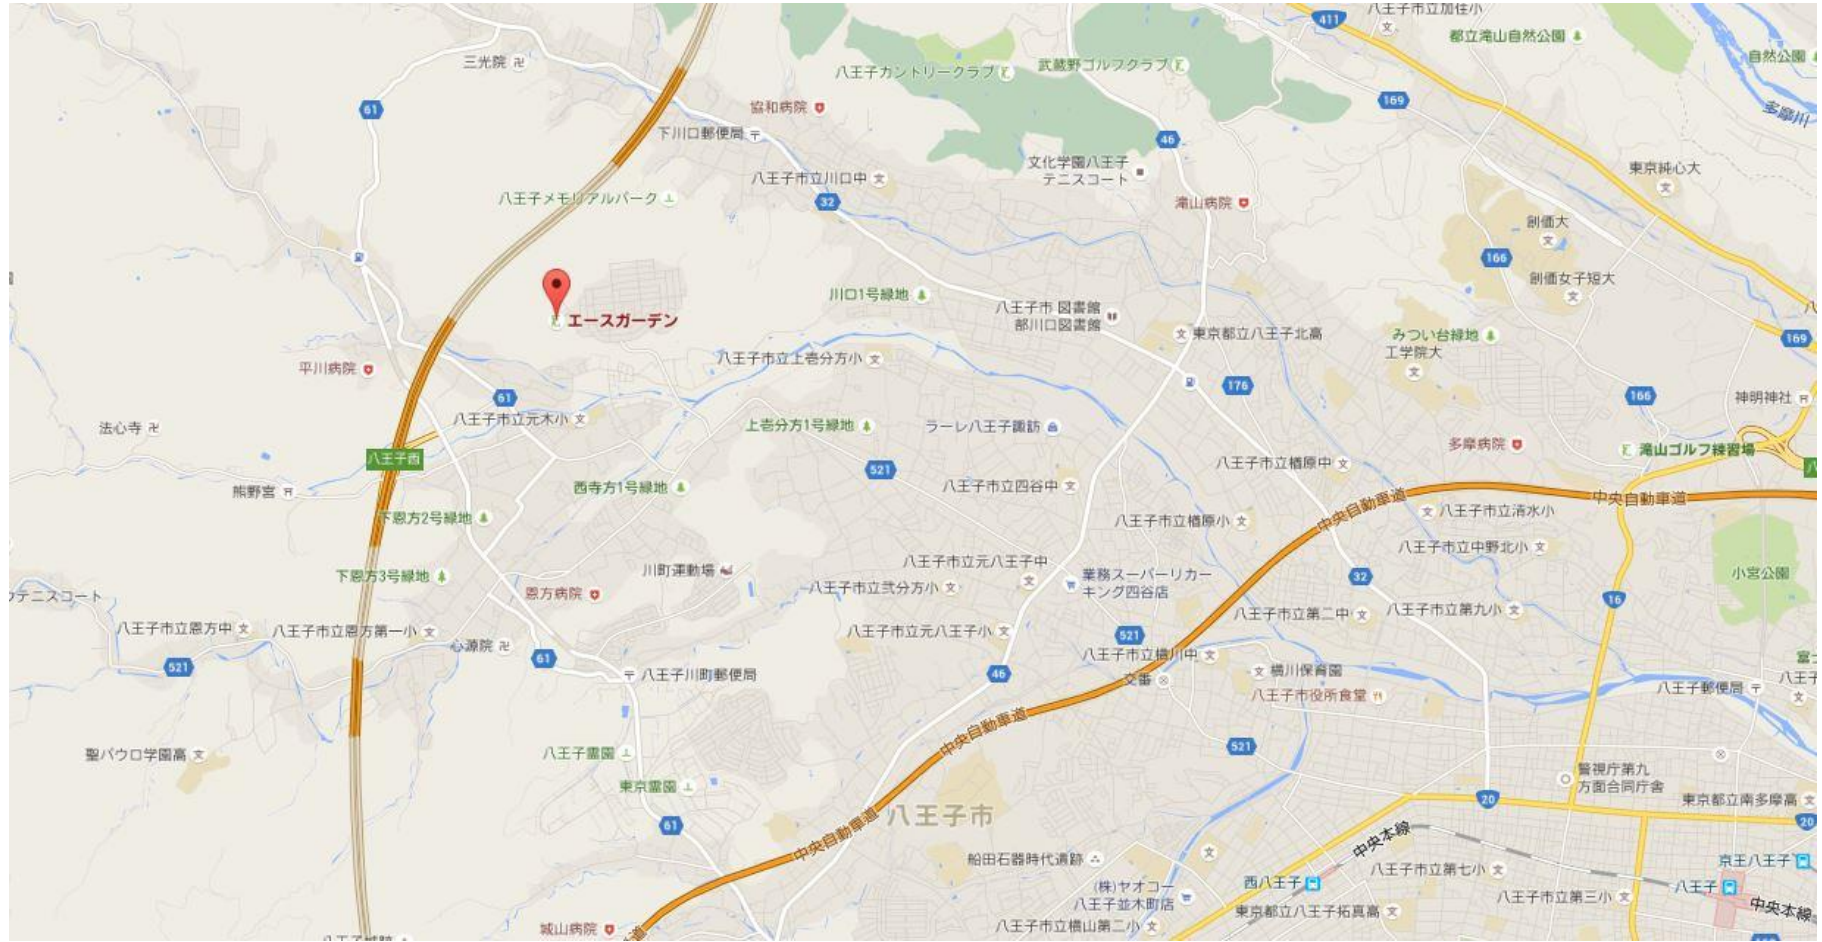 411
八王子市立加住小
都立滝山自然公園
自然公園
三光院
八王子カントリークラブ
武蔵野ゴルフクラブ
61
協和病院
169
多摩川
下川口郵便局
46
文化学園八王子
テニスコート
東京純心大
八王子市立川口中
八王子メモリアルパーク
32
滝山病院
創価大
166
創価女子短大
川口1号緑地
八王子市 図書館
部川口図書館
エースガーデン
東京都立八王子北高
みつい台緑地
工学院大
169
平川病院
八王子市立上壱分方小
176
61
166
神明神社
法心寺
八王子市立元木小
上壱分方1号緑地
ラーレ八王子諏訪
多摩病院
滝山ゴルフ練習場
八王子西
521
八王子市立楢原中
八
熊野宮
西寺方1号緑地
八王子市立四谷中
中央自動車道
中央自動車道
下恩方2号緑地
八王子市立楢原小
八王子市立清水小
八王子市立中野北小
下恩方3号緑地
川町運動場
八王子市立元八王子中
業務スーパーリカー
キング四谷店
32
小宮公園
テニスコート
恩方病院
八王子市立弐分方小
16
八王子市立恩方中
八王子市立恩方第一小
八王子市立元八王子小
521
八王子市立第二中
八王子市立第九小
心源院
61
八王子市立横川中
521
八王子川町郵便局
46
交番
横川保育園
八王子市役所食堂
八王子郵便局
富士
八王子
中央自動車道
521
聖パウロ学園高
八王子霊園
東京霊園
警視庁第九
方面合同庁舎
20
東京都立南多摩高
61
中央自動車道
八王子市
20
中央本線
船田石器時代遺跡
八王子市立第七小
京王八王子
西八王子
八王子
(株)ヤオコー
八王子並木町店
東京都立八王子拓真高
八王子市立第三小
中央本線
城山病院
八王子市立横山第二小
八王子城跡
道